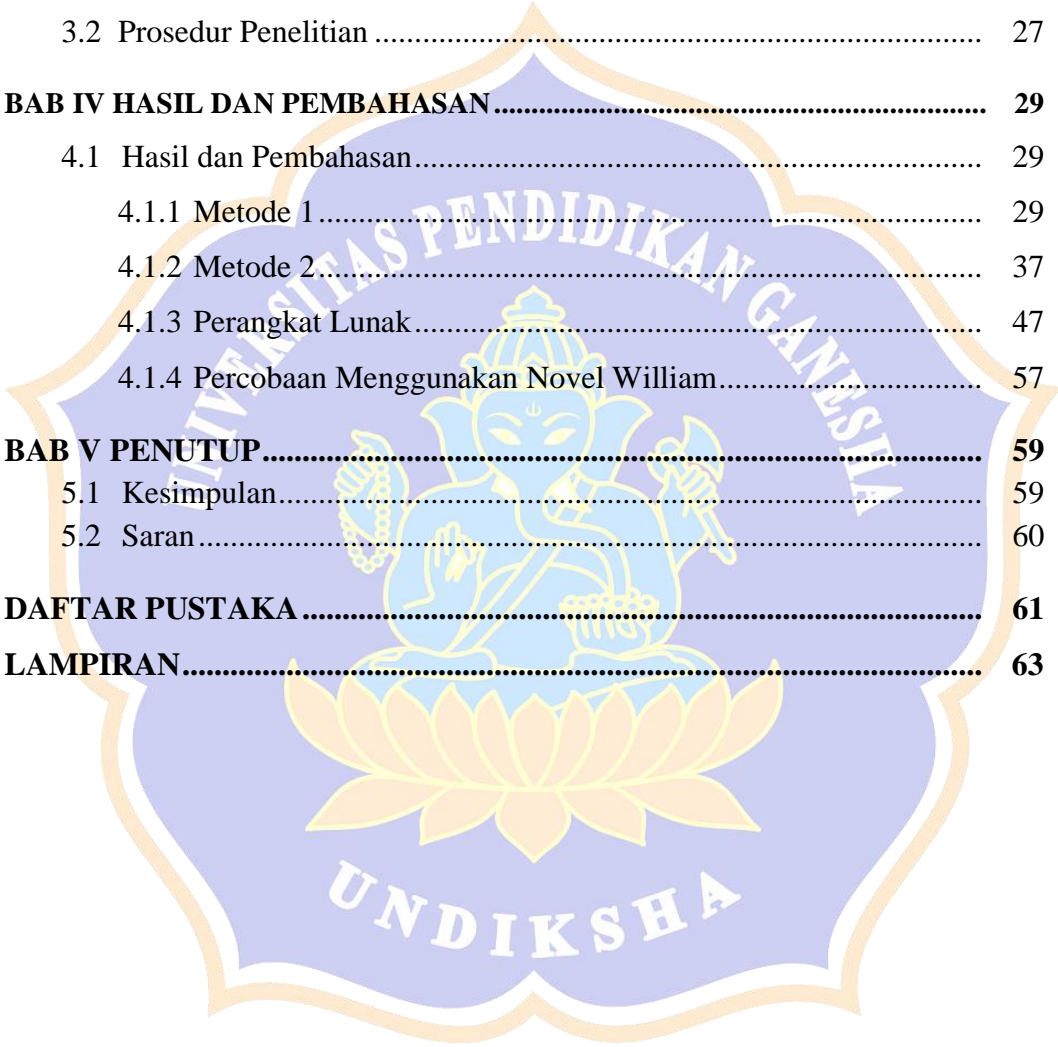 3.2 Prosedur Penelitian ............................................................................ 27
BAB IV HASIL DAN PEMBAHASAN ............................................................. 29
4.1 Hasil dan Pembahasan ....................................................................... 29
4.1.1 Metode 1 ................................................................................... 29
4.1.2 Metode 2 ................................................................................... 37
4.1.3 Perangkat Lunak ....................................................................... 47
4.1.4 Percobaan Menggunakan Novel William ................................. 57
BAB V PENUTUP .......................................................................................... 59
5.1 Kesimpulan ........................................................................................ 59
5.2 Saran .................................................................................................. 60
DAFTAR PUSTAKA ..................................................................................... 61
LAMPIRAN .................................................................................................... 63
UNIVERSITAS PENDIDIKAN GANESHA
UNDIKSHA